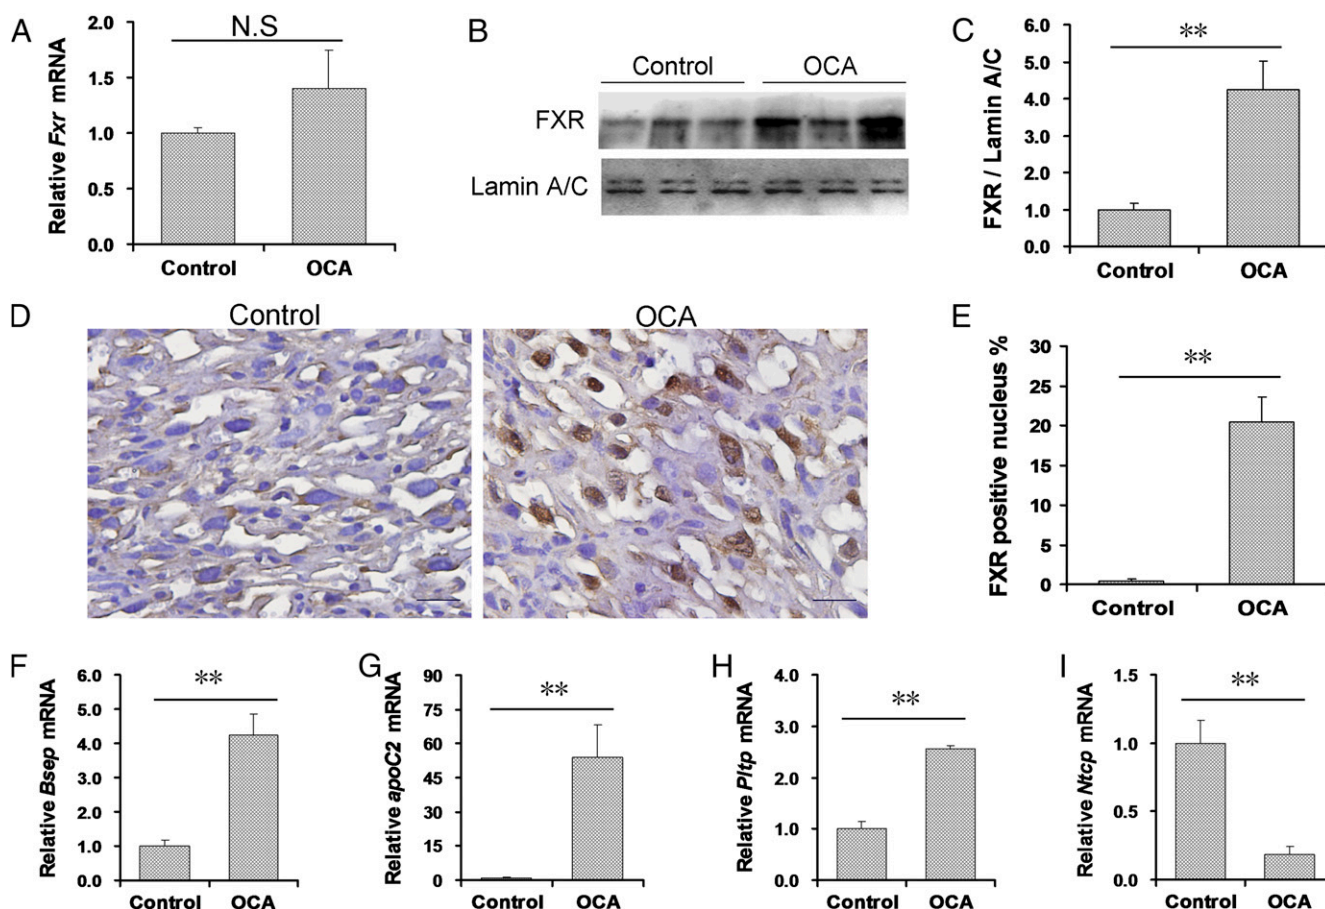 A
Relative Fxr mRNA
2.0
1.5
1.0
0.5
0.0
N.S
Control OCA
B
Control OCA
FXR
Lamin A/C
C
FXR / Lamin A/C
6.0
5.0
4.0
3.0
2.0
1.0
0.0
**
Control OCA
D
Control OCA
E
FXR positive nucleus %
30
25
20
15
10
5
0
**
Control OCA
F
Relative Bsep mRNA
6.0
5.0
4.0
3.0
2.0
1.0
0.0
**
Control OCA
G
Relative apoC2 mRNA
90
75
60
45
30
15
0
**
Control OCA
H
Relative Pltp mRNA
4.0
3.0
2.0
1.0
0.0
**
Control OCA
I
Relative Ntcp mRNA
1.5
1.0
0.5
0.0
**
Control OCA